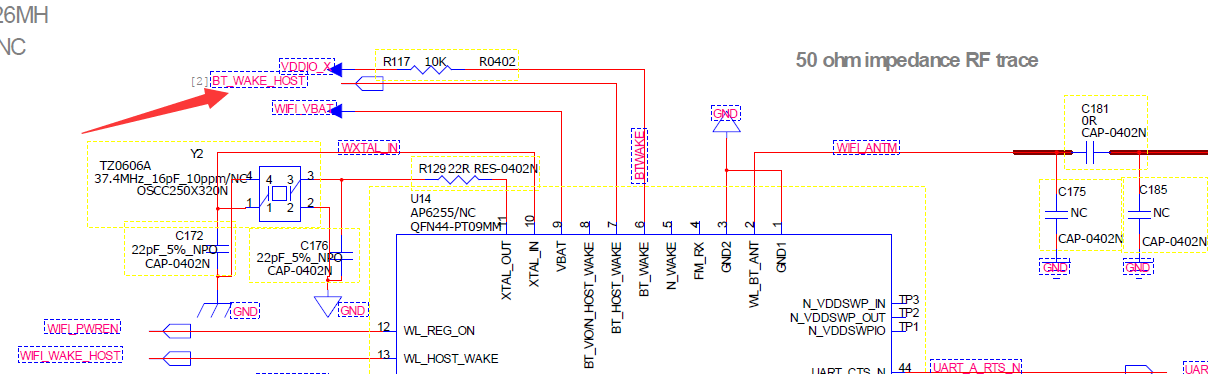 26MH
NC
50 ohm impedance RF trace
VDDIO_X
R117 10K R0402
[2] BT_WAKE_HOST
WIFI_VBAT
GND
C181
0R
CAP-0402N
WXTAL_IN
BTWAKE
WIFI_ANTM
Y2
TZ0606A
37.4MHz_16pF_10ppm/NC
OSCC250X320N
4
4
3
3
1
1
2
2
R129 22R RES-0402N
U14
AP6255/NC
QFN44-PT09MM
C175
NC
CAP-0402N
C185
NC
CAP-0402N
GND
GND
C172
22pF_5%_NPO
CAP-0402N
C176
22pF_5%_NPO
CAP-0402N
GND
GND
11
10
9
8
7
6
5
4
3
2
1
XTAL_OUT
XTAL_IN
VBAT
BT_VIO/N_HOST_WAKE
BT_HOST_WAKE
BT_WAKE
N_WAKE
FM_RX
GND2
WL_BT_ANT
GND1
N_VDDSWP_IN TP3
N_VDDSWP_OUT TP2
N_VDDSWPIO TP1
WIFI_PWREN 12 WL_REG_ON
WIFI_WAKE_HOST 13 WL_HOST_WAKE
UART_CTS_N 44 UART_A_RTS_N
UAR